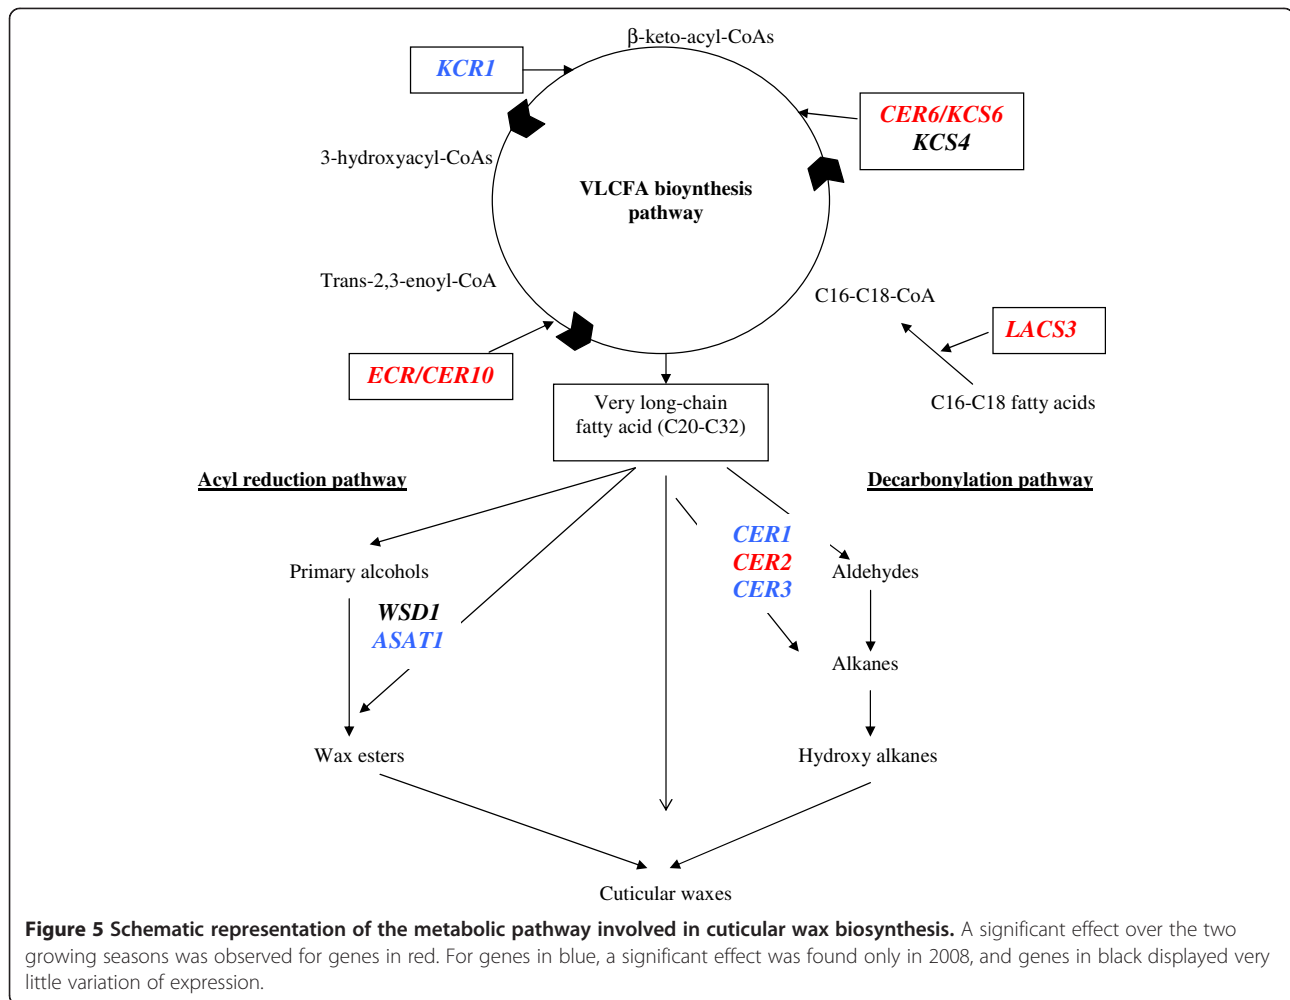 β-keto-acyl-CoAs
KCR1
CER6/KCS6
KCS4
3-hydroxyacyl-CoAs
VLCFA bioynthesis
pathway
Trans-2,3-enoyl-CoA
C16-C18-CoA
LACS3
ECR/CER10
Very long-chain
fatty acid (C20-C32)
C16-C18 fatty acids
Acyl reduction pathway
Decarbonylation pathway
CER1
CER2
CER3
Primary alcohols
Aldehydes
WSD1
ASAT1
Alkanes
Wax esters
Hydroxy alkanes
Cuticular waxes
Figure 5 Schematic representation of the metabolic pathway involved in cuticular wax biosynthesis. A significant effect over the two
growing seasons was observed for genes in red. For genes in blue, a significant effect was found only in 2008, and genes in black displayed very
little variation of expression.